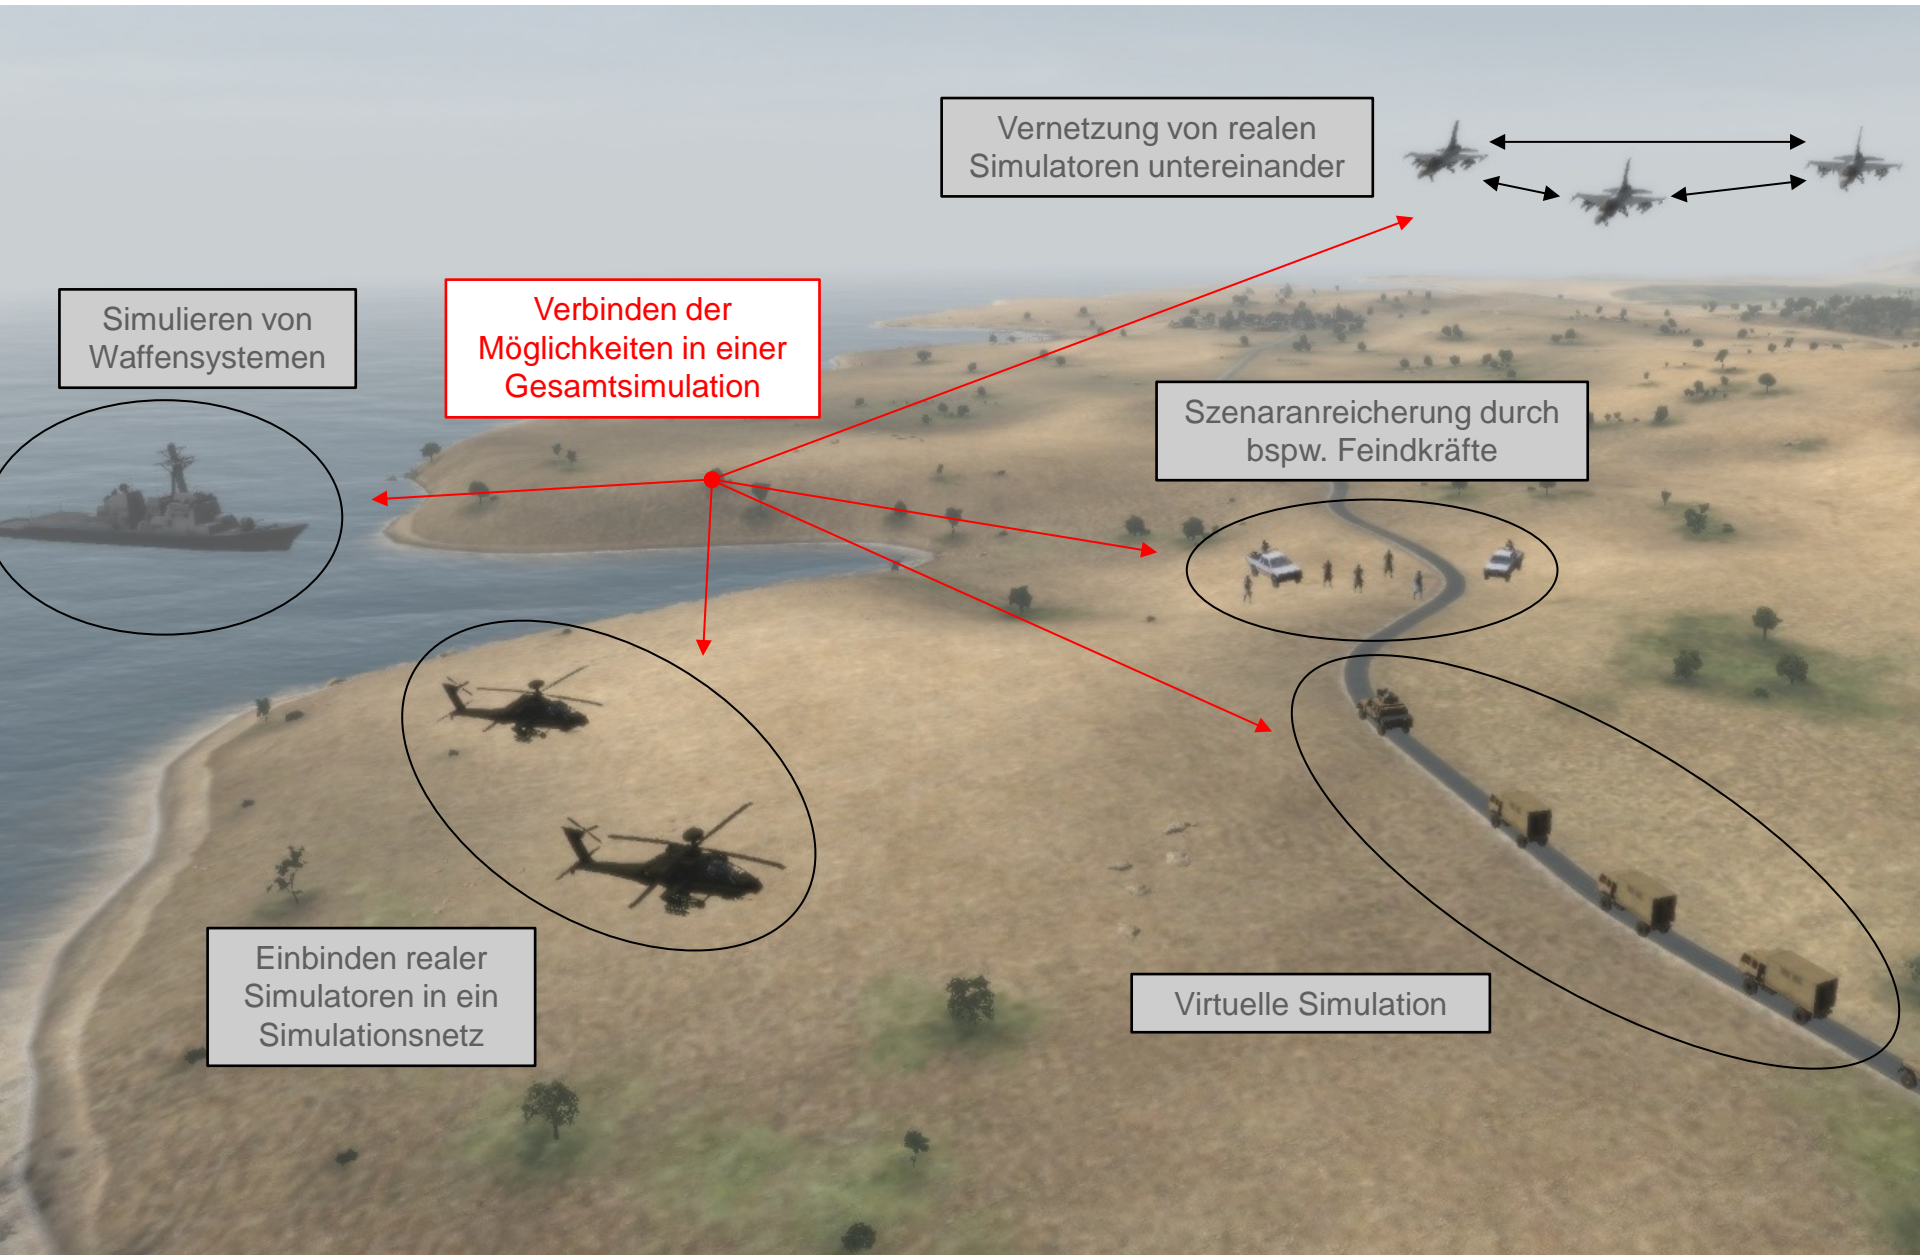 Vernetzung von realen
Simulatoren untereinander
Simulieren von
Waffensystemen
Verbinden der
Möglichkeiten in einer
Gesamtsimulation
Szenaranreicherung durch
bspw. Feindkräfte
Einbinden realer
Simulatoren in ein
Simulationsnetz
Virtuelle Simulation